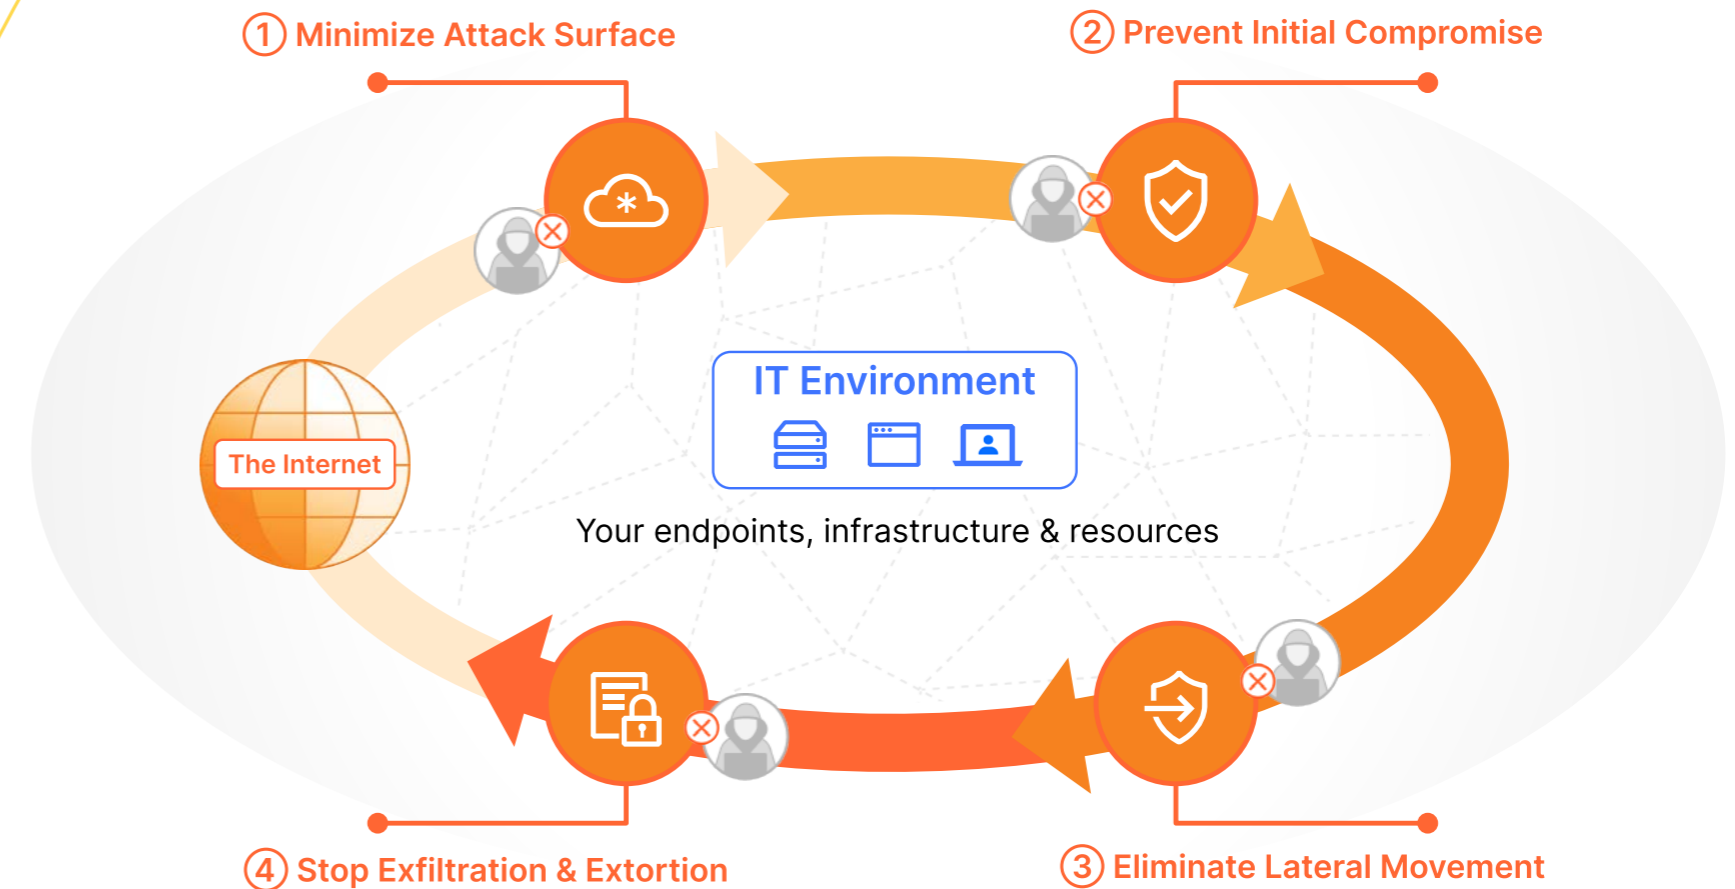 ① Minimize Attack Surface
② Prevent Initial Compromise
IT Environment
The Internet
Your endpoints, infrastructure & resources
④ Stop Exfiltration & Extortion
③ Eliminate Lateral Movement